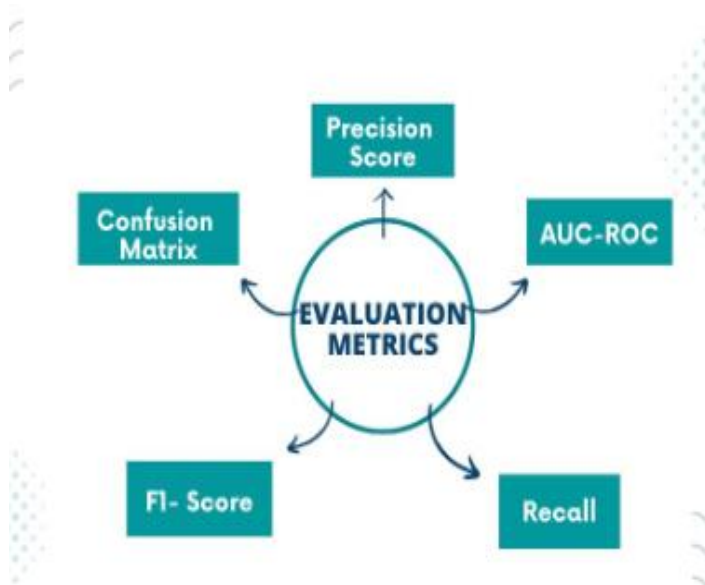 Precision
Score
Confusion
Matrix
AUC-ROC
EVALUATION
METRICS
F1- Score
Recall